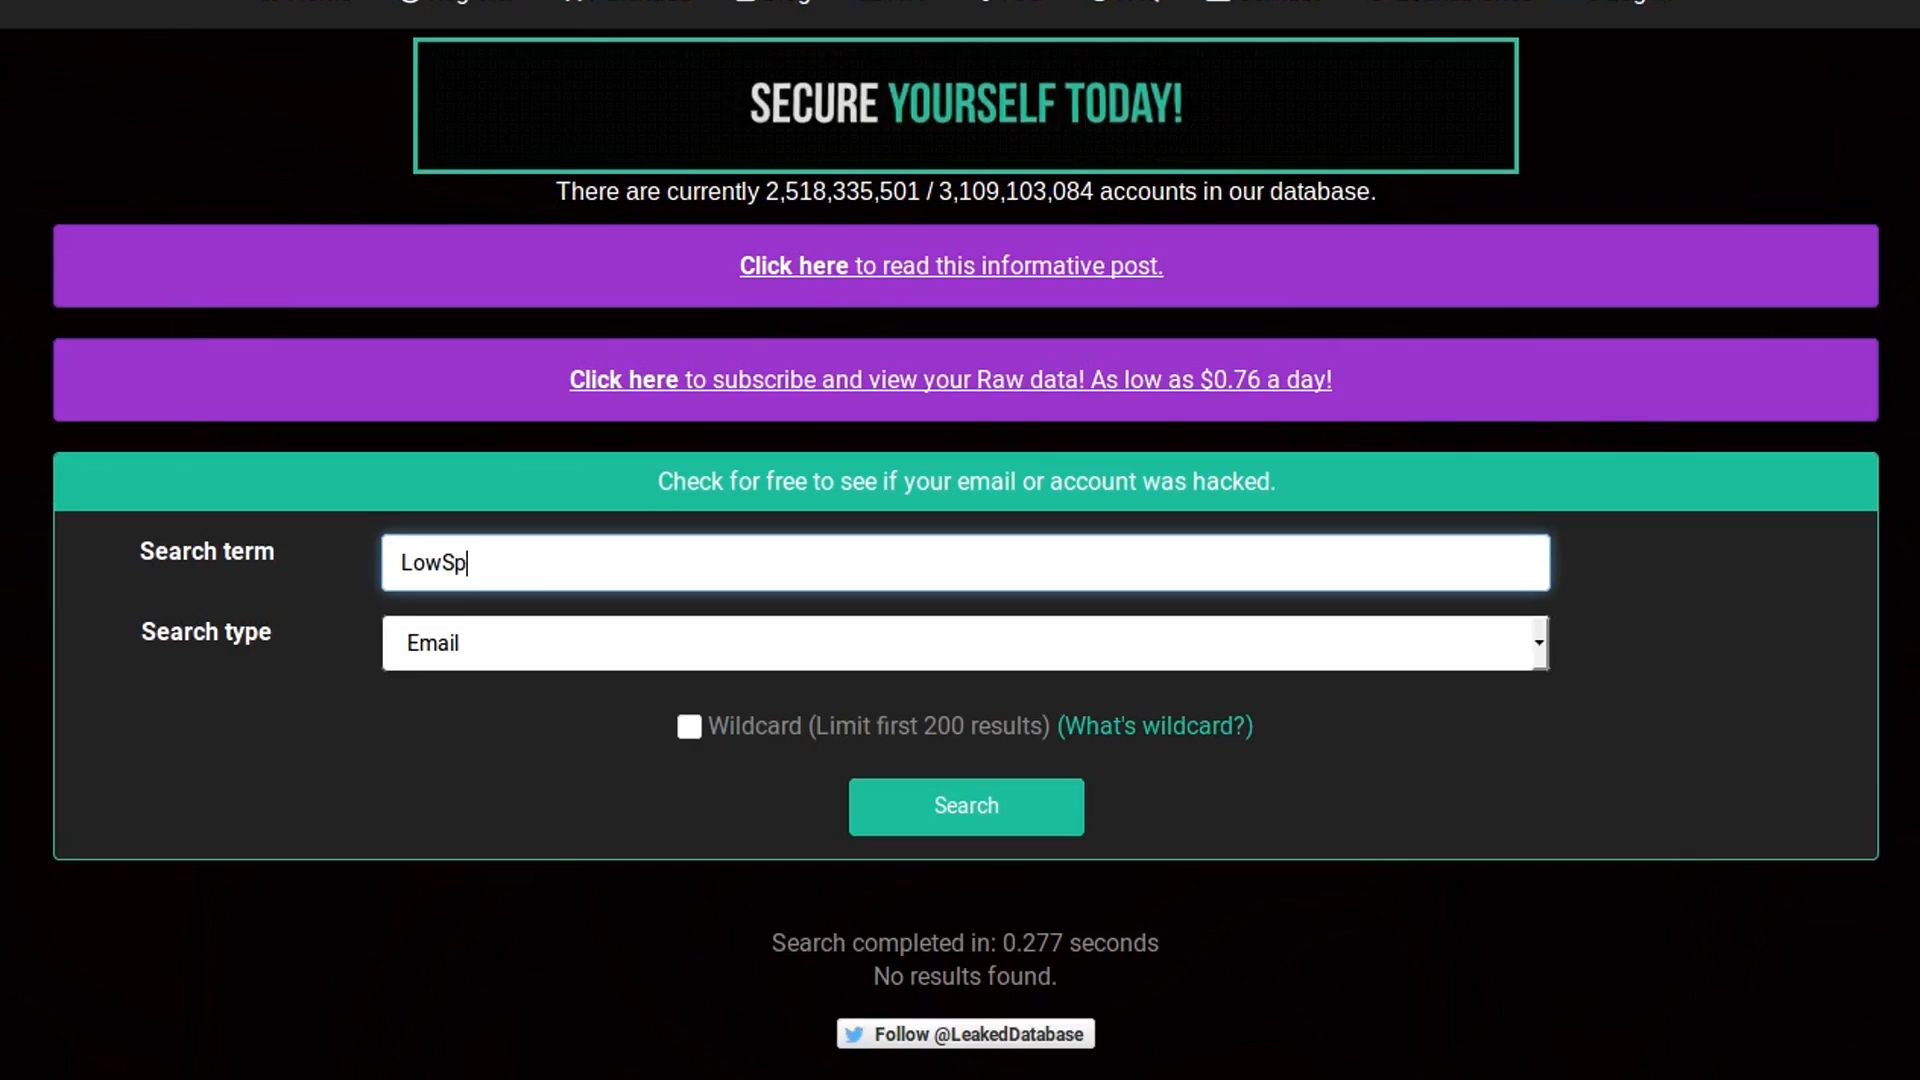 SECURE YOURSELF TODAY!
There are currently 2,518,335,501 / 3,109,103,084 accounts in our database.
Click here to read this informative post.
Click here to subscribe and view your Raw data! As low as $0.76 a day!
Check for free to see if your email or account was hacked.
Search term
LowSp
Search type
Email
Wildcard (Limit first 200 results) (What's wildcard?)
Search
Search completed in: 0.277 seconds
No results found.
Follow @LeakedDatabase